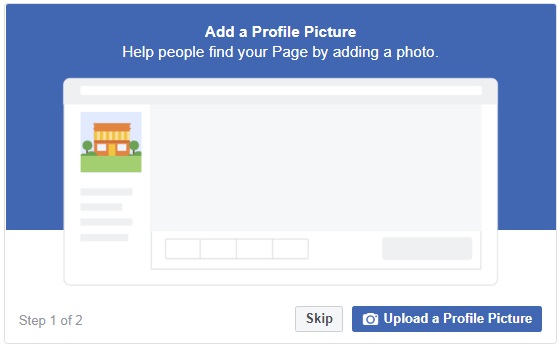 Add a Profile Picture
Help people find your Page by adding a photo.
Step 1 of 2
Skip
Upload a Profile Picture